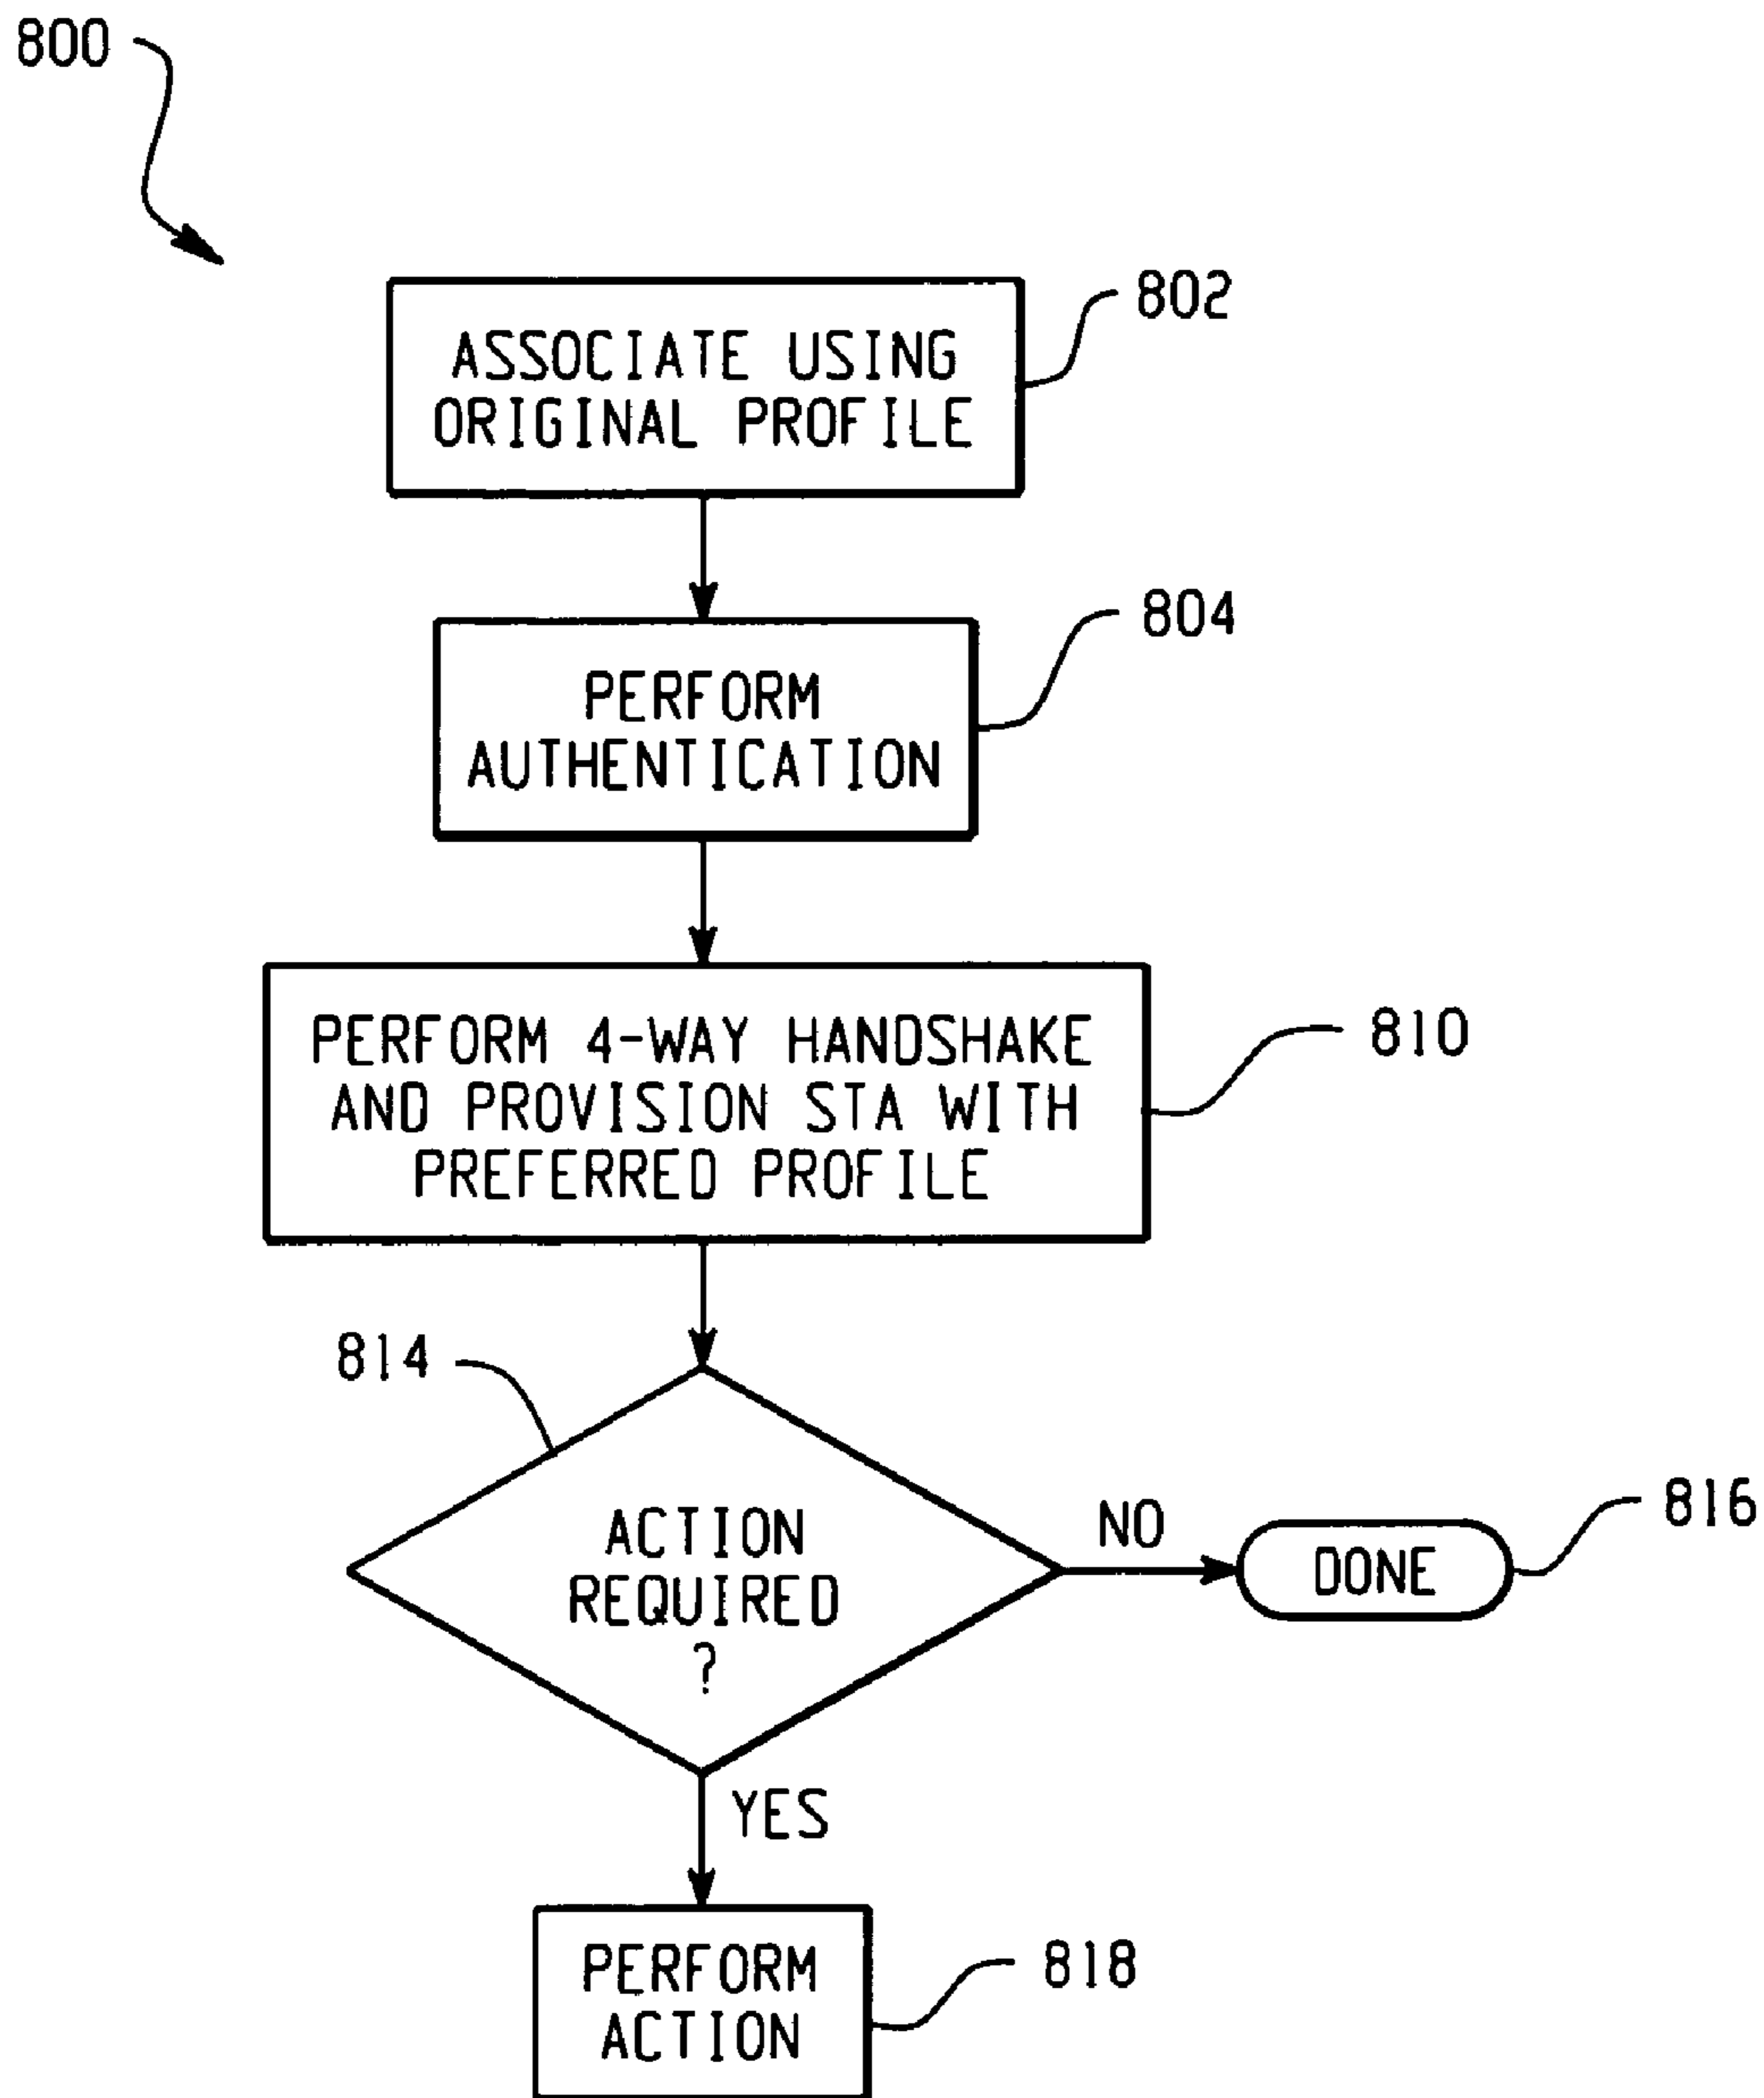 800
802
ASSOCIATE USING
ORIGINAL PROFILE
804
PERFORM
AUTHENTICATION
810
PERFORM 4-WAY HANDSHAKE
AND PROVISION STA WITH
PREFERRED PROFILE
814
ACTION
REQUIRED
?
NO
DONE
816
YES
PERFORM
ACTION
818